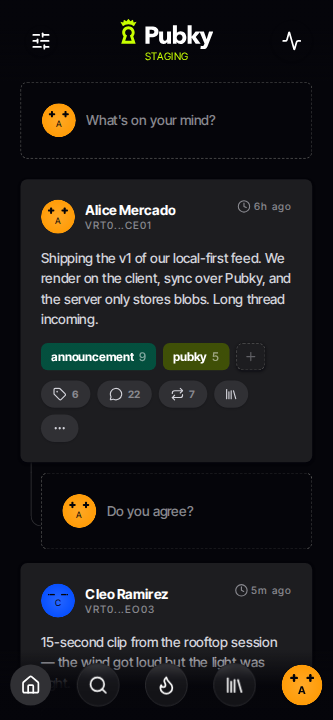 Pubky
STAGING
A
What's on your mind?
A
Alice Mercado
6h ago
VRT0...CE01
Shipping the v1 of our local-first feed. We
render on the client, sync over Pubky, and
the server only stores blobs. Long thread
incoming.
announcement 9
pubky 5
+
6
22
7
A
Do you agree?
C
Cleo Ramirez
5m ago
VRT0...EO03
15-second clip from the rooftop session
— the wind got loud but the light was
A